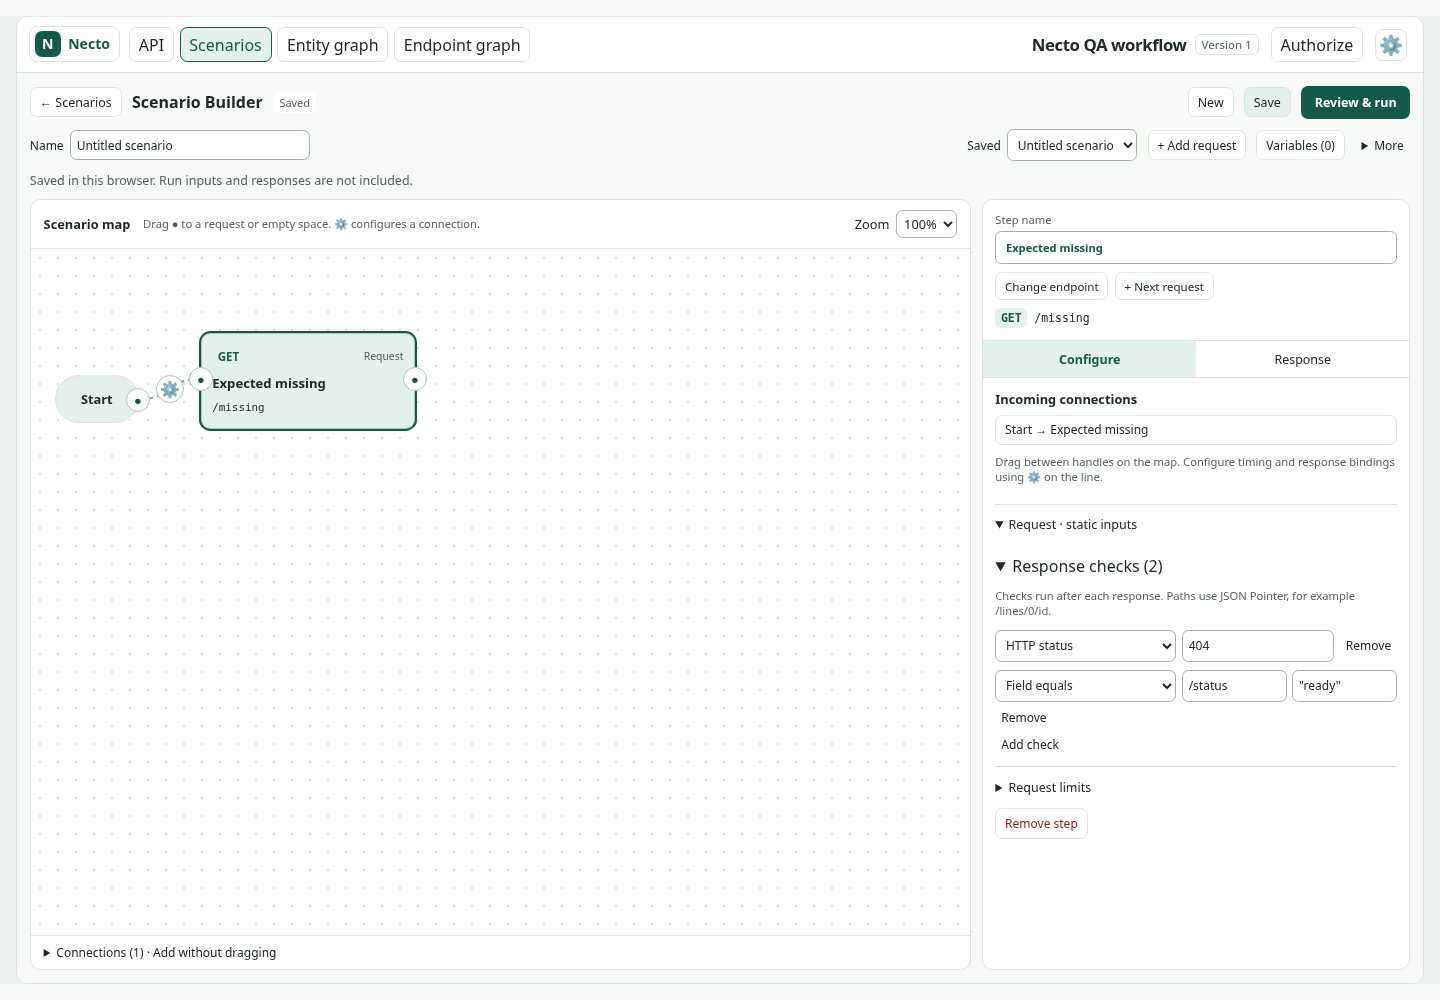 N Necto API Scenarios Entity graph Endpoint graph Necto QA workflow Version 1 Authorize ⚙️
← Scenarios Scenario Builder Saved New Save Review & run
Name Untitled scenario Saved Untitled scenario + Add request Variables (0) ▶ More
Saved in this browser. Run inputs and responses are not included.
Scenario map Drag ● to a request or empty space. ⚙️ configures a connection. Zoom 100%
Start
GET Request
Expected missing
/missing
▶ Connections (1) · Add without dragging
Step name
Expected missing
Change endpoint + Next request
GET /missing
Configure Response
Incoming connections
Start → Expected missing
Drag between handles on the map. Configure timing and response bindings
using ⚙️ on the line.
▼ Request · static inputs
▼ Response checks (2)
Checks run after each response. Paths use JSON Pointer, for example
/lines/0/id.
HTTP status 404 Remove
Field equals /status "ready"
Remove
Add check
▶ Request limits
Remove step